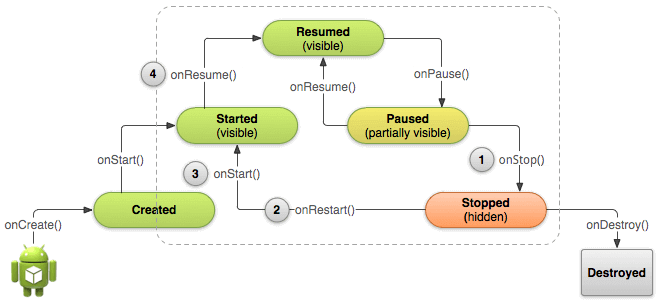 Resumed
(visible)
4
onResume()
onPause()
onResume()
Started
(visible)
Paused
(partially visible)
onStart()
3
onStart()
1
onStop()
Created
2
onRestart()
Stopped
(hidden)
onCreate()
onDestroy()
Destroyed